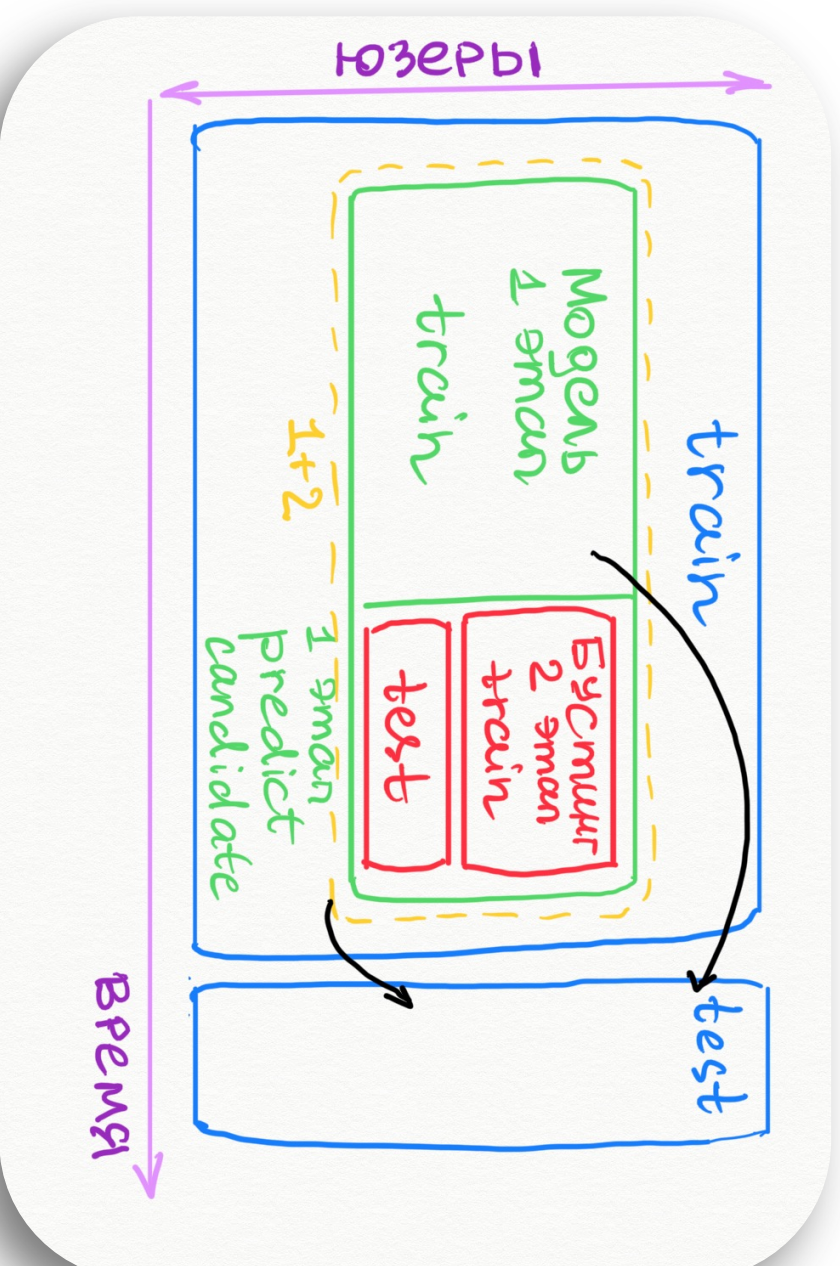 юзеры
train
Модель
1 этап
train
1+2
Бустинг
2 этап
train
test
1 этап
predict
candidate
test
время